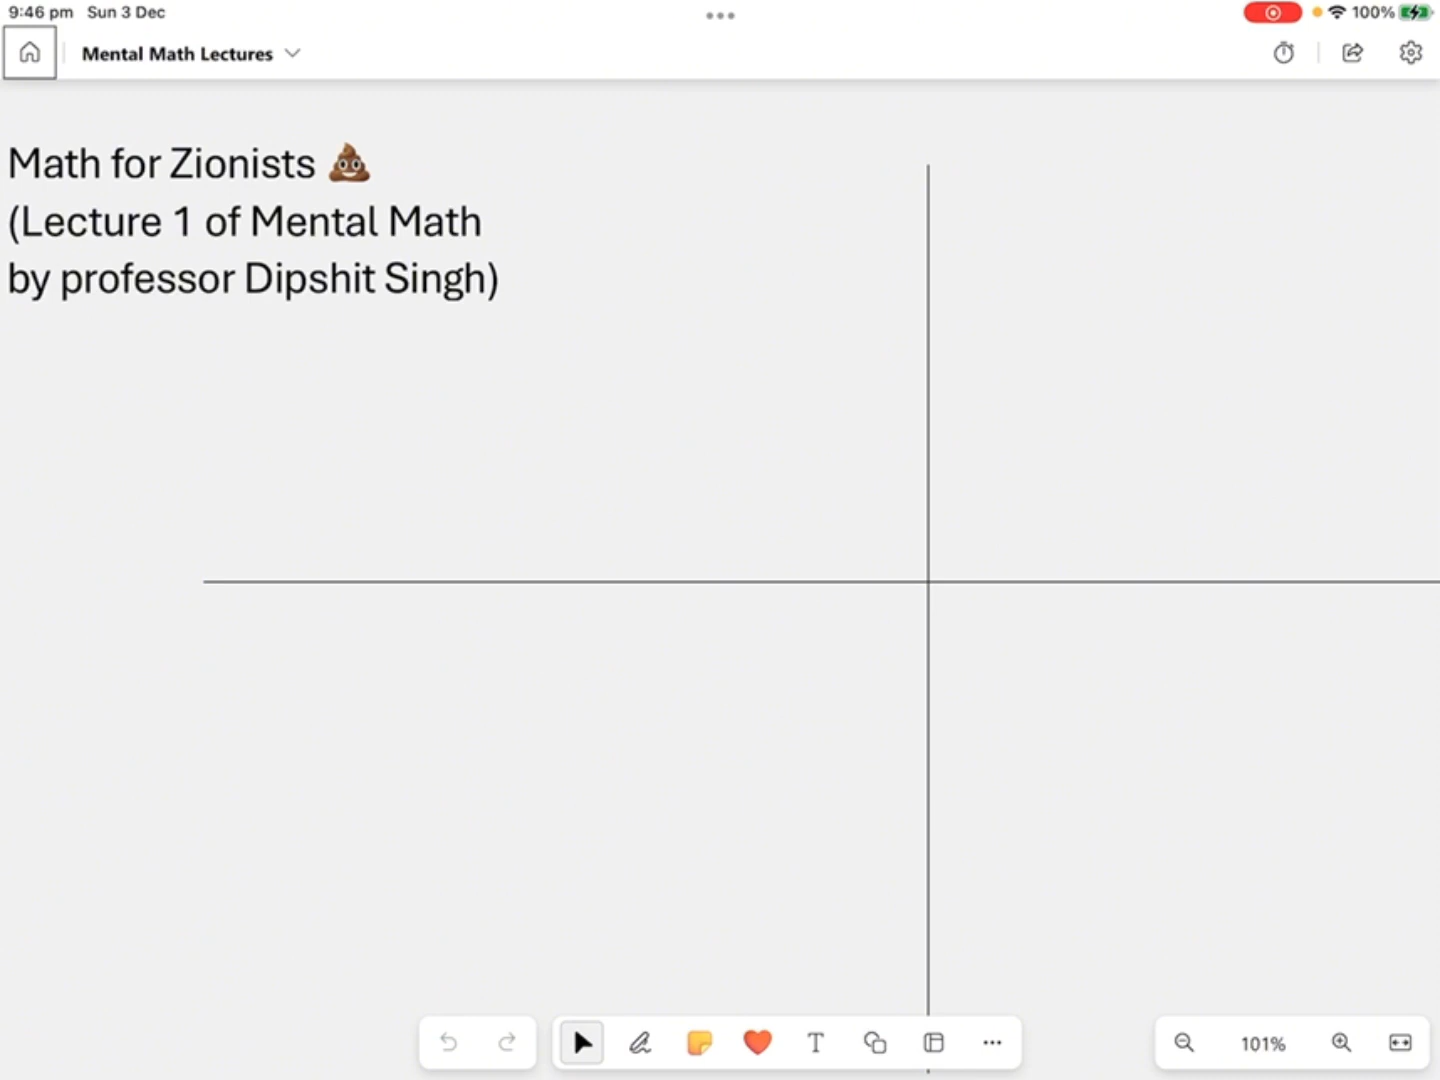 9:46 pm Sun 3 Dec
100%
Mental Math Lectures
Math for Zionists 💩
(Lecture 1 of Mental Math
by professor Dipshit Singh)
T
101%